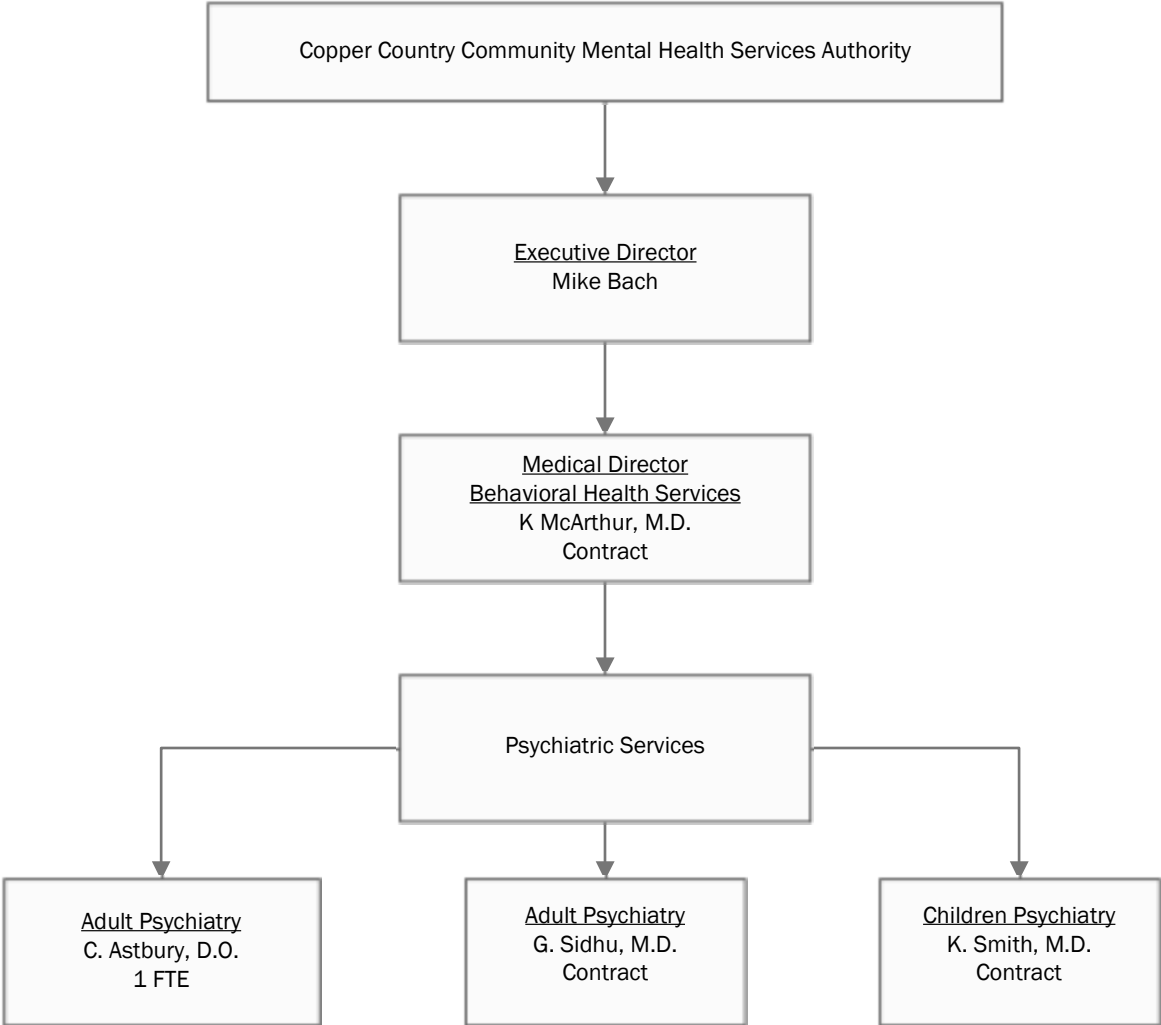 Copper Country Community Mental Health Services Authority
Executive Director
Mike Bach
Medical Director
Behavioral Health Services
K McArthur, M.D.
Contract
Psychiatric Services
Adult Psychiatry
C. Astbury, D.O.
1 FTE
Adult Psychiatry
G. Sidhu, M.D.
Contract
Children Psychiatry
K. Smith, M.D.
Contract